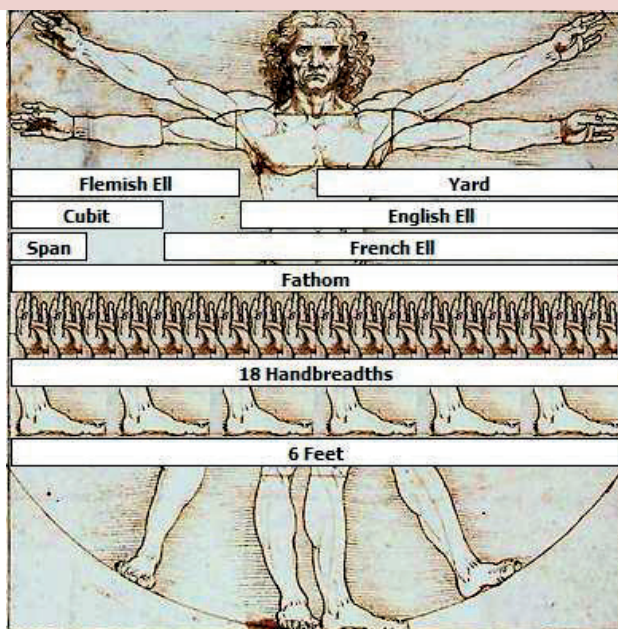 Flemish Ell Yard
Cubit English Ell
Span French Ell
Fathom
18 Handbreadths
6 Feet